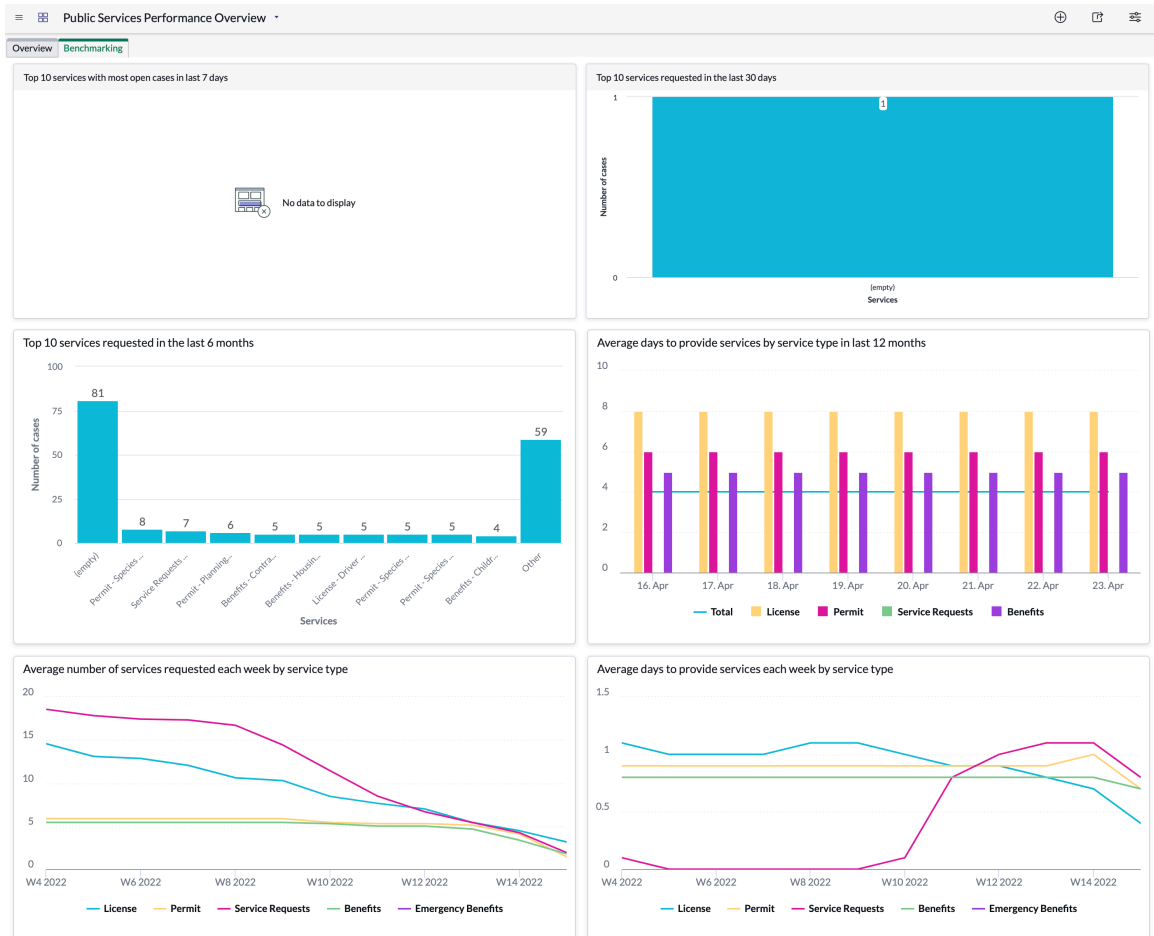 Public Services Performance Overview
Overview
Benchmarking
Top 10 services with most open cases in last 7 days
No data to display
Top 10 services requested in the last 30 days
1
1
Number of cases
0
(empty)
Services
Top 10 services requested in the last 6 months
100
75
50
25
0
Number of cases
81
8
7
6
5
5
5
5
5
4
59
(empty)
Permit - Species ...
Service Requests ...
Permit - Planning...
Benefits - Contra...
Benefits - Housin...
License - Driver ...
Permit - Species ...
Permit - Species ...
Benefits - Childr...
Other
Services
Average days to provide services by service type in last 12 months
10
8
6
4
2
0
16. Apr
17. Apr
18. Apr
19. Apr
20. Apr
21. Apr
22. Apr
23. Apr
Total License Permit Service Requests Benefits
Average number of services requested each week by service type
20
15
10
5
0
W4 2022
W6 2022
W8 2022
W10 2022
W12 2022
W14 2022
License Permit Service Requests Benefits Emergency Benefits
Average days to provide services each week by service type
1.5
1
0.5
0
W4 2022
W6 2022
W8 2022
W10 2022
W12 2022
W14 2022
License Permit Service Requests Benefits Emergency Benefits